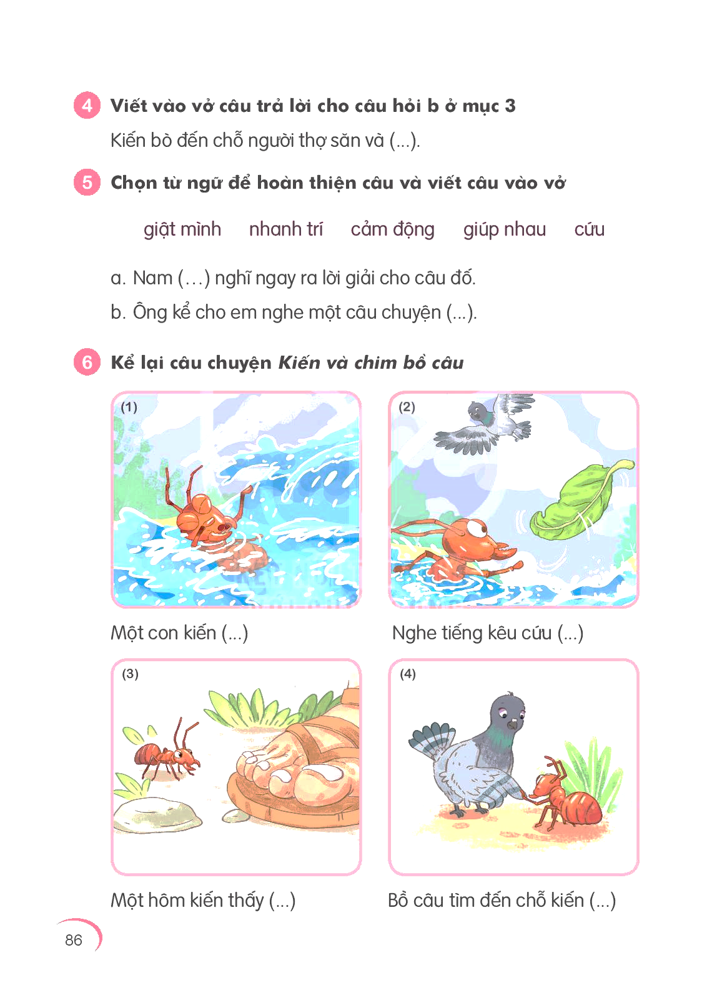 4 Viết vào vở câu trả lời cho câu hỏi b ở mục 3
Kiến bò đến chỗ người thợ săn và (...).
5 Chọn từ ngữ để hoàn thiện câu và viết câu vào vở
giật mình nhanh trí cảm động giúp nhau cứu
a. Nam (...) nghĩ ngay ra lời giải cho câu đố.
b. Ông kể cho em nghe một câu chuyện (...).
6 Kể lại câu chuyện Kiến và chim bồ câu
(1)
(2)
Một con kiến (...)
Nghe tiếng kêu cứu (...)
(3)
(4)
Một hôm kiến thấy (...)
Bồ câu tìm đến chỗ kiến (...)
86